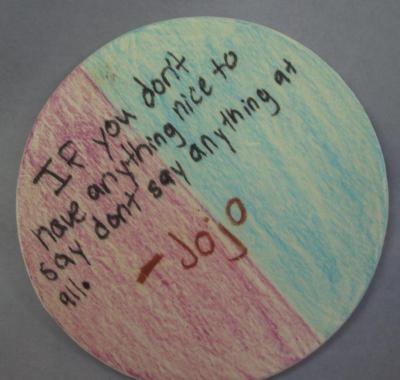 IF you don't
have anything nice to
say dont say anything at
all.
- Jojo